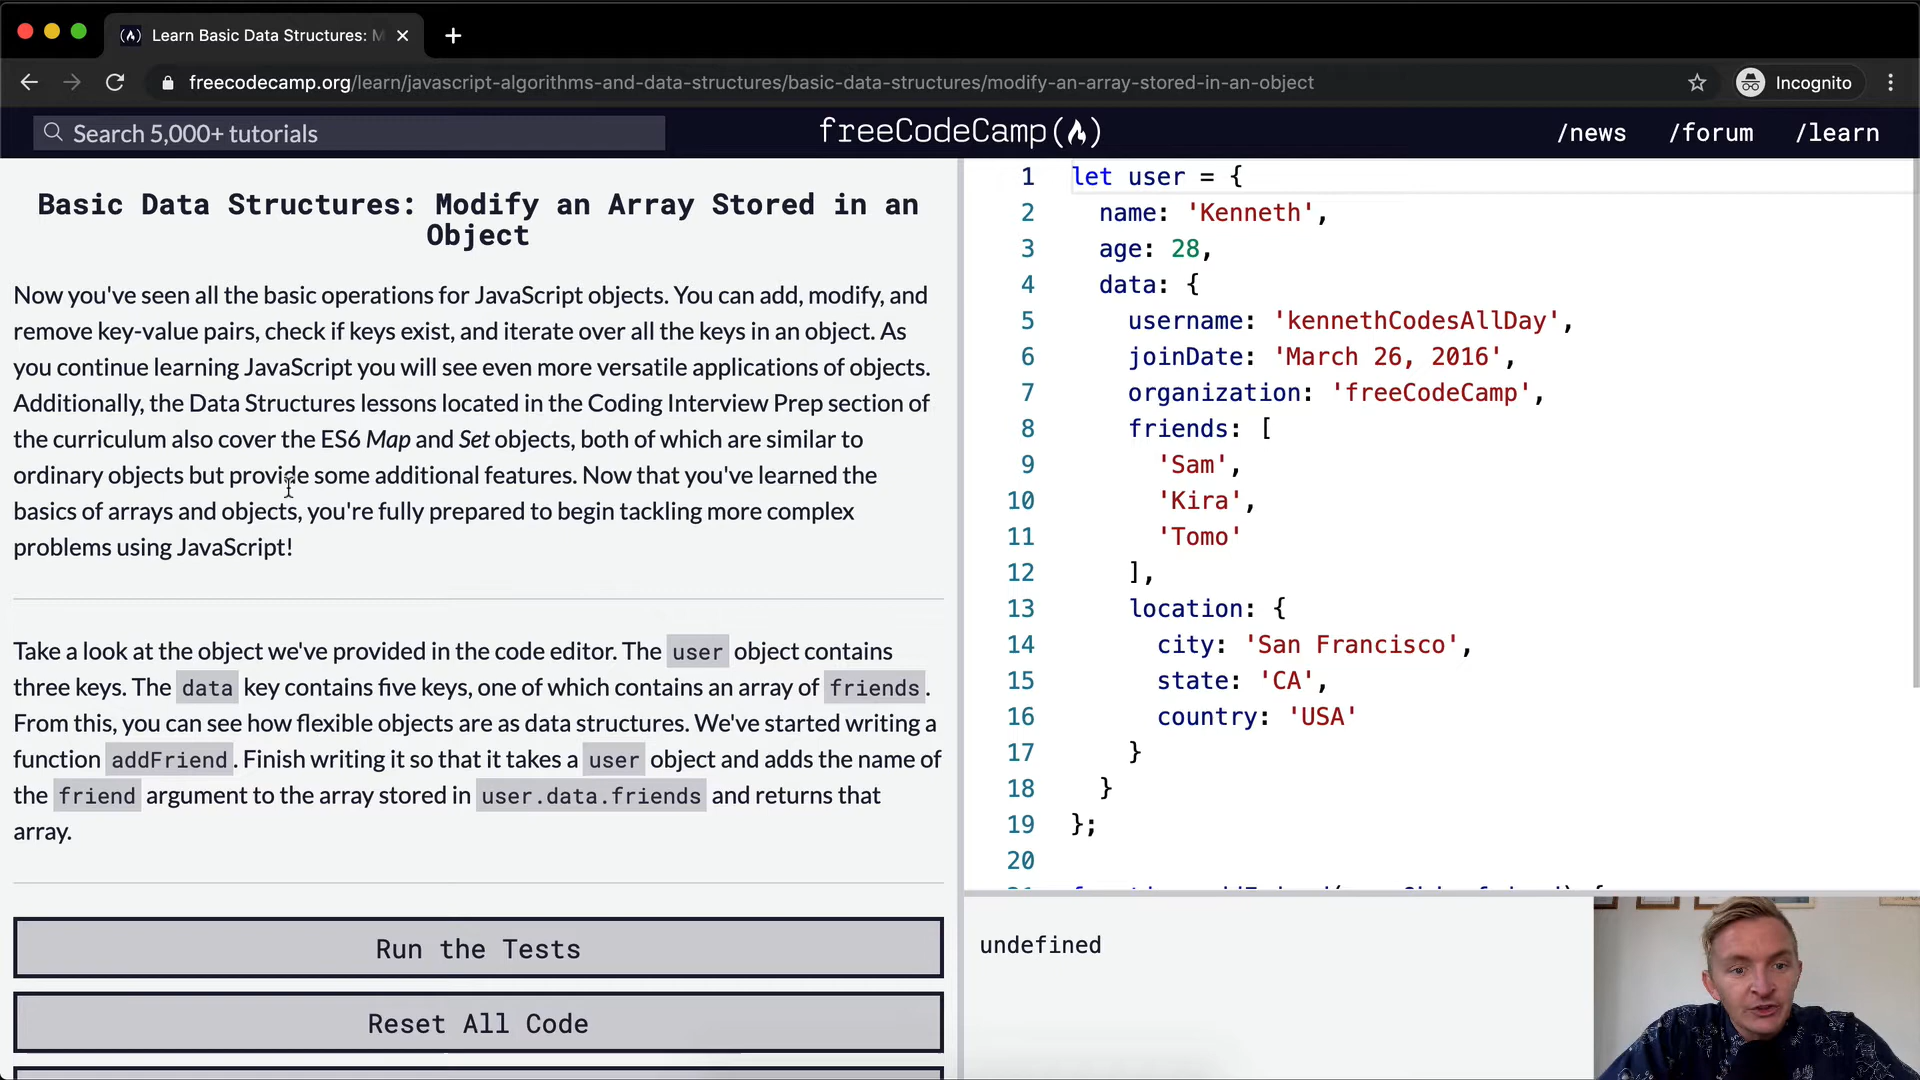 Learn Basic Data Structures: M
freecodecamp.org/learn/javascript-algorithms-and-data-structures/basic-data-structures/modify-an-array-stored-in-an-object
Incognito
Search 5,000+ tutorials
freeCodeCamp
/news
/forum
/learn
Basic Data Structures: Modify an Array Stored in an
Object
Now you've seen all the basic operations for JavaScript objects. You can add, modify, and
remove key-value pairs, check if keys exist, and iterate over all the keys in an object. As
you continue learning JavaScript you will see even more versatile applications of objects.
Additionally, the Data Structures lessons located in the Coding Interview Prep section of
the curriculum also cover the ES6 Map and Set objects, both of which are similar to
ordinary objects but provide some additional features. Now that you've learned the
basics of arrays and objects, you're fully prepared to begin tackling more complex
problems using JavaScript!
Take a look at the object we've provided in the code editor. The user object contains
three keys. The data key contains five keys, one of which contains an array of friends.
From this, you can see how flexible objects are as data structures. We've started writing a
function addFriend. Finish writing it so that it takes a user object and adds the name of
the friend argument to the array stored in user.data.friends and returns that
array.
Run the Tests
Reset All Code
1 let user = {
2 name: 'Kenneth',
3 age: 28,
4 data: {
5 username: 'kennethCodesAllDay',
6 joinDate: 'March 26, 2016',
7 organization: 'freeCodeCamp',
8 friends: [
9 'Sam',
10 'Kira',
11 'Tomo'
12 ],
13 location: {
14 city: 'San Francisco',
15 state: 'CA',
16 country: 'USA'
17 }
18 }
19 };
20
undefined